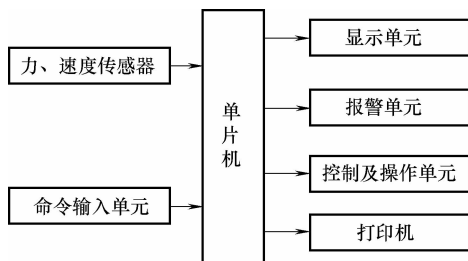 力、速度传感器
命令输入单元
单片机
显示单元
报警单元
控制及操作单元
打印机